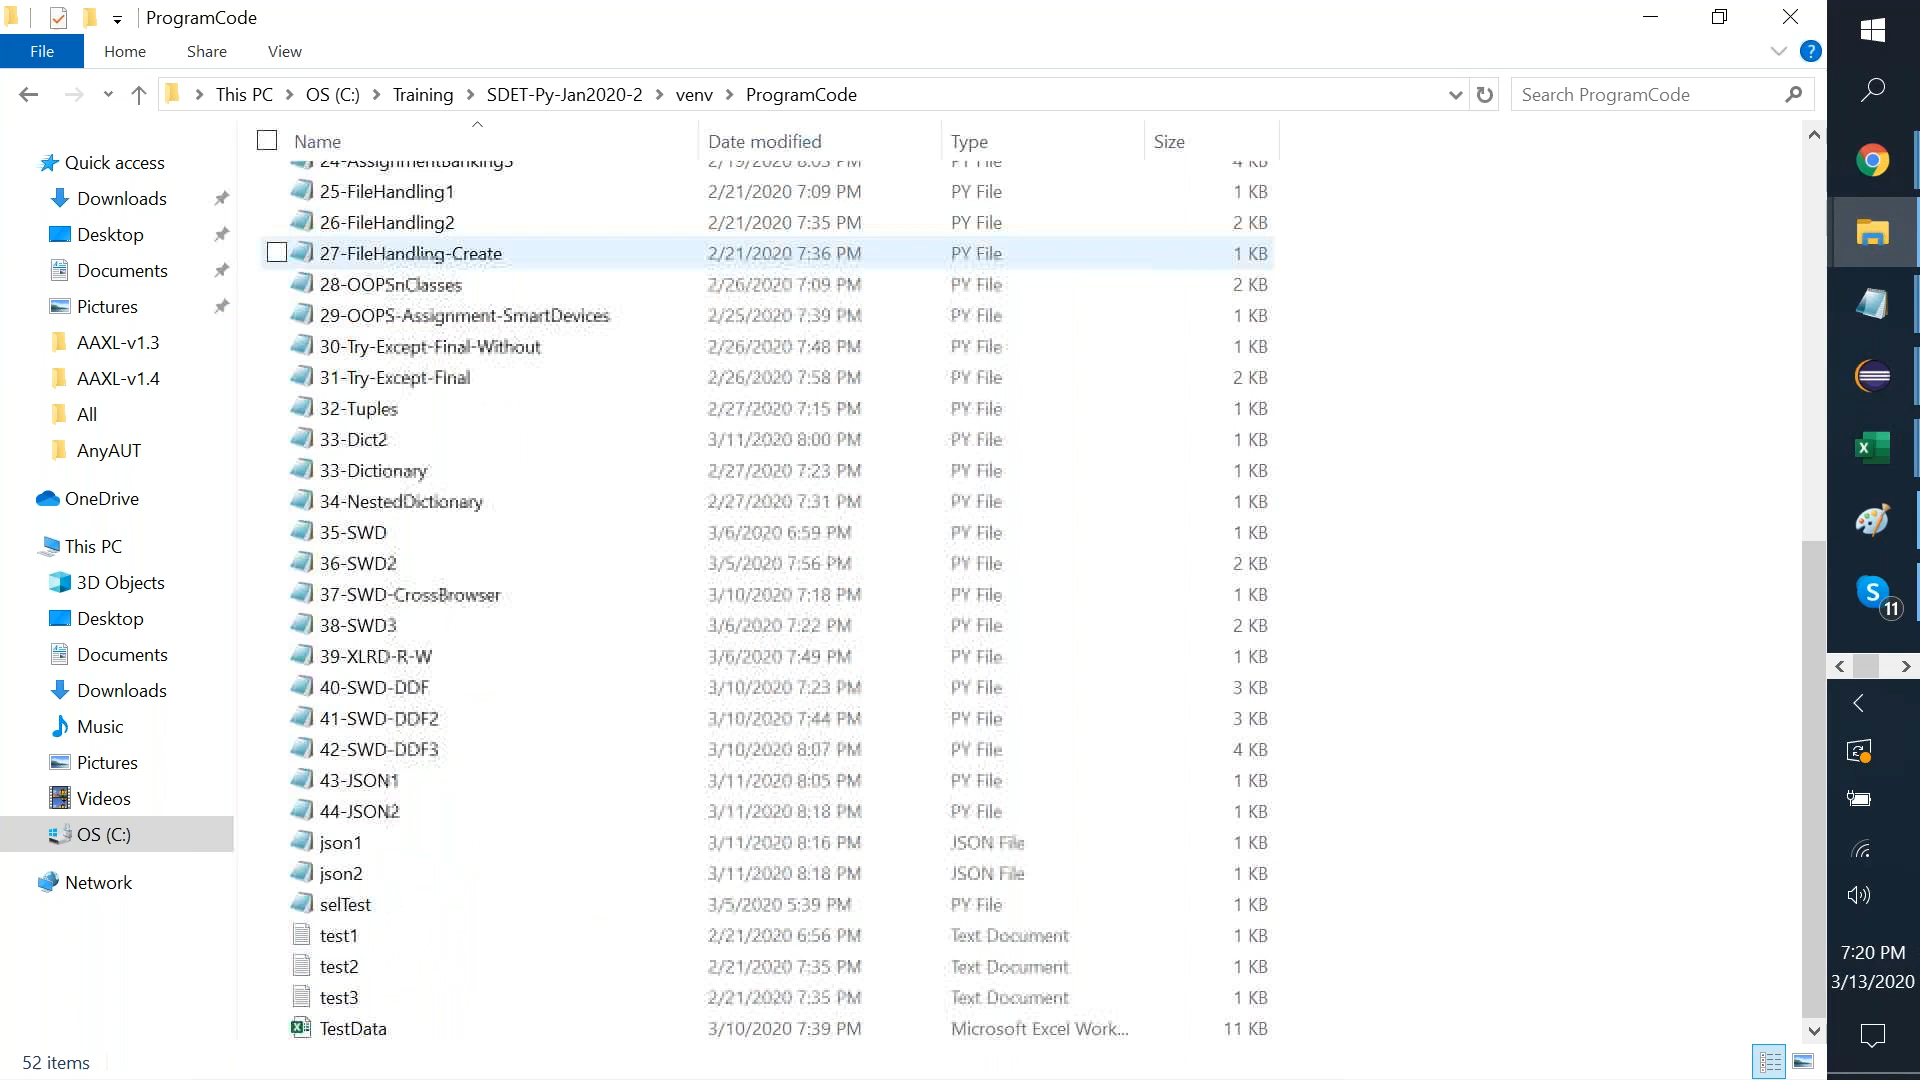 ProgramCode
File Home Share View ?
This PC OS (C:) Training SDET-Py-Jan2020-2 venv ProgramCode Search ProgramCode
Name Date modified Type Size
24-AssignmentBanking3 2/19/2020 8:03 PM PY File 4 KB
25-FileHandling1 2/21/2020 7:09 PM PY File 1 KB
26-FileHandling2 2/21/2020 7:35 PM PY File 2 KB
27-FileHandling-Create 2/21/2020 7:36 PM PY File 1 KB
28-OOPSnClasses 2/26/2020 7:09 PM PY File 2 KB
29-OOPS-Assignment-SmartDevices 2/25/2020 7:39 PM PY File 1 KB
30-Try-Except-Final-Without 2/26/2020 7:48 PM PY File 1 KB
31-Try-Except-Final 2/26/2020 7:58 PM PY File 2 KB
32-Tuples 2/27/2020 7:15 PM PY File 1 KB
33-Dict2 3/11/2020 8:00 PM PY File 1 KB
33-Dictionary 2/27/2020 7:23 PM PY File 1 KB
34-NestedDictionary 2/27/2020 7:31 PM PY File 1 KB
35-SWD 3/6/2020 6:59 PM PY File 1 KB
36-SWD2 3/5/2020 7:56 PM PY File 2 KB
37-SWD-CrossBrowser 3/10/2020 7:18 PM PY File 1 KB
38-SWD3 3/6/2020 7:22 PM PY File 2 KB
39-XLRD-R-W 3/6/2020 7:49 PM PY File 1 KB
40-SWD-DDF 3/10/2020 7:23 PM PY File 3 KB
41-SWD-DDF2 3/10/2020 7:44 PM PY File 3 KB
42-SWD-DDF3 3/10/2020 8:07 PM PY File 4 KB
43-JSON1 3/11/2020 8:05 PM PY File 1 KB
44-JSON2 3/11/2020 8:18 PM PY File 1 KB
json1 3/11/2020 8:16 PM JSON File 1 KB
json2 3/11/2020 8:18 PM JSON File 1 KB
selTest 3/5/2020 5:39 PM PY File 1 KB
test1 2/21/2020 6:56 PM Text Document 1 KB
test2 2/21/2020 7:35 PM Text Document 1 KB
test3 2/21/2020 7:35 PM Text Document 1 KB
TestData 3/10/2020 7:39 PM Microsoft Excel Work... 11 KB
Quick access
Downloads
Desktop
Documents
Pictures
AAXL-v1.3
AAXL-v1.4
All
AnyAUT
OneDrive
This PC
3D Objects
Desktop
Documents
Downloads
Music
Pictures
Videos
OS (C:)
Network
52 items
X
S
11
7:20 PM
3/13/2020